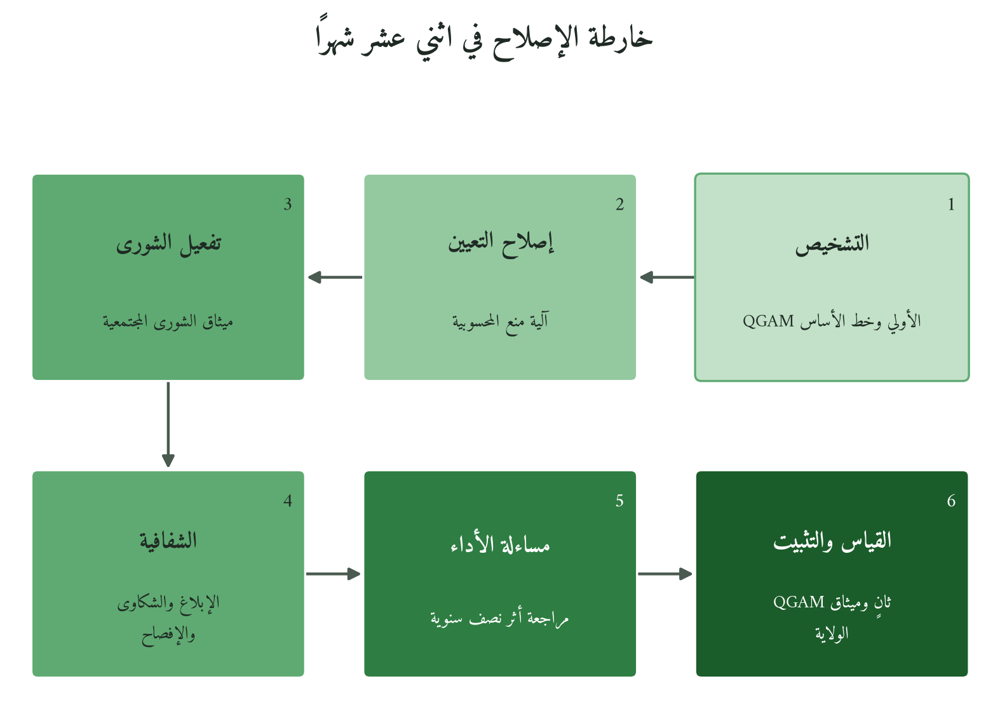 خارطة الإصلاح في اثني عشر شهرًا
1
التشخيص
الأولي وخط الأساس QGAM
2
إصلاح التعيين
آلية منع المحسوبية
3
تفعيل الشورى
ميثاق الشورى المجتمعية
4
الشفافية
الإبلاغ والشكاوى
والإفصاح
5
مساءلة الأداء
مراجعة أثر نصف سنوية
6
القياس والتثبيت
ثانٍ وميثاق QGAM
الولاية